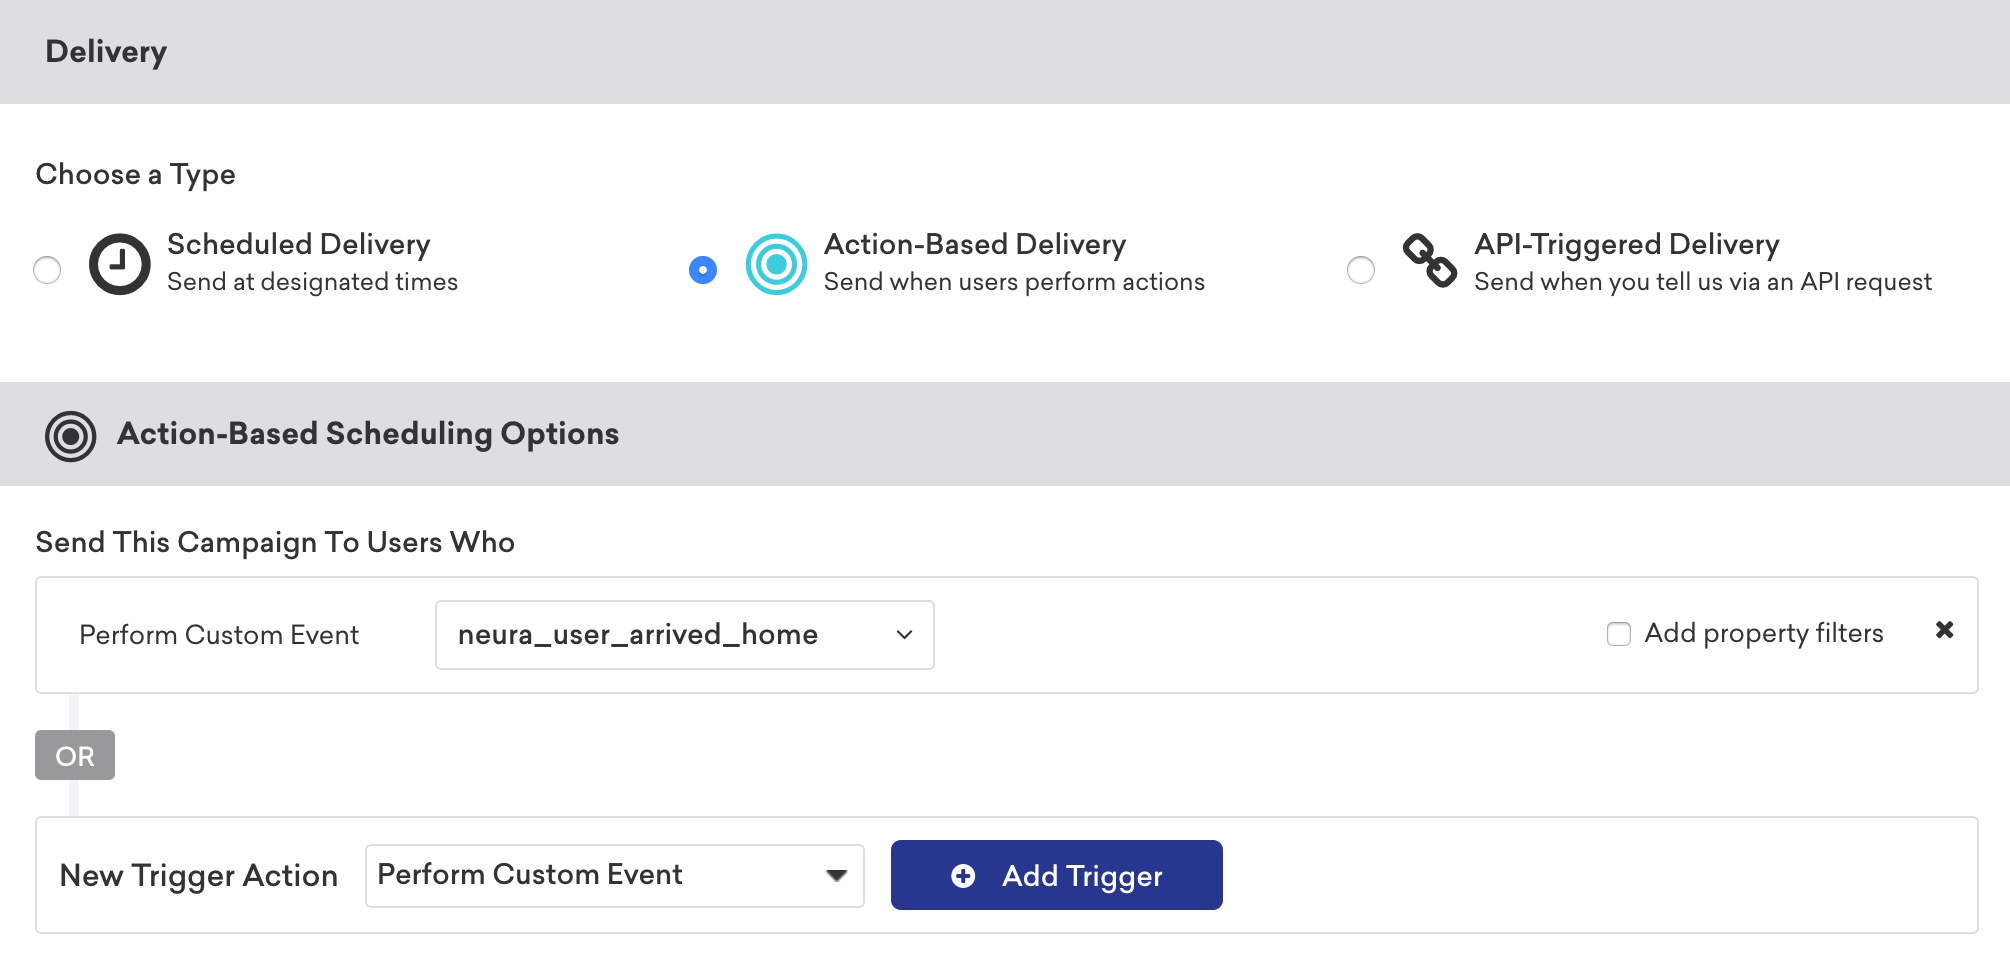 Delivery
Choose a Type
Scheduled Delivery
Send at designated times
Action-Based Delivery
Send when users perform actions
API-Triggered Delivery
Send when you tell us via an API request
Action-Based Scheduling Options
Send This Campaign To Users Who
Perform Custom Event
neura_user_arrived_home
Add property filters
OR
New Trigger Action
Perform Custom Event
Add Trigger